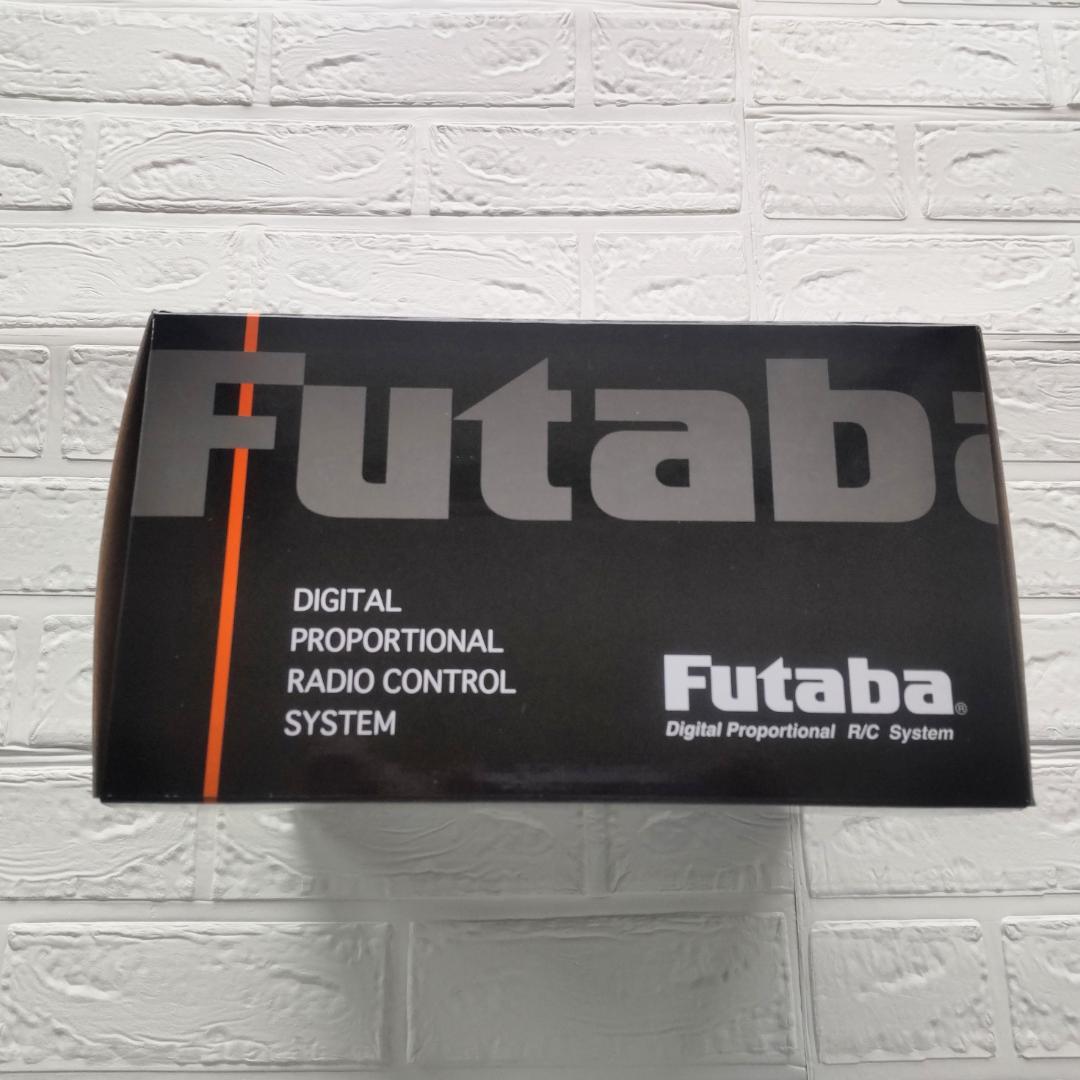 Futaba
DIGITAL
PROPORTIONAL
RADIO CONTROL
SYSTEM
Futaba®
Digital Proportional R/C System